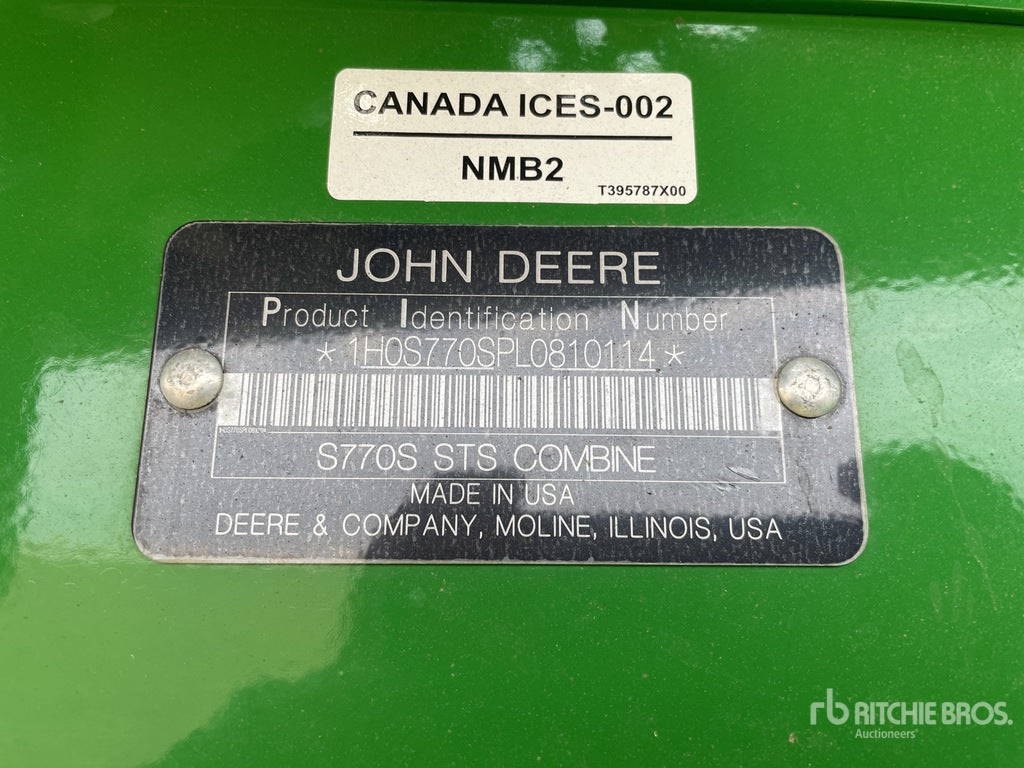 CANADA ICES-002
NMB2
T395787X00
JOHN DEERE
Product Identification Number
*1H0S770SPL0810114*
S770S STS COMBINE
MADE IN USA
DEERE & COMPANY, MOLINE, ILLINOIS, USA
rb RITCHIE BROS.
Auctioneers